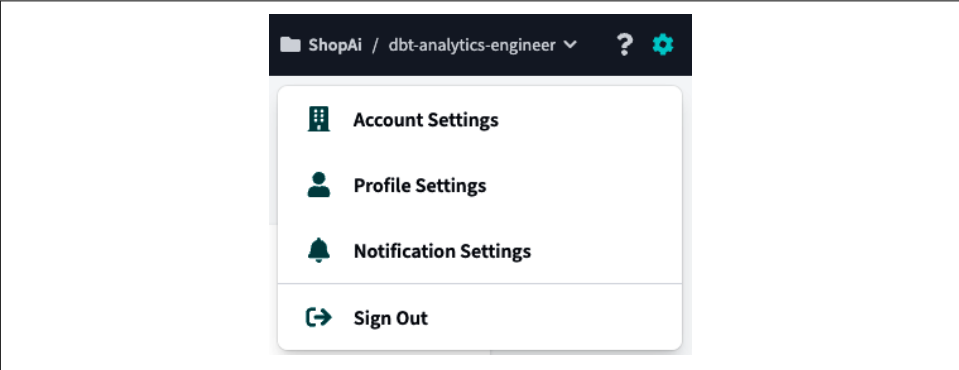 ShopAi / dbt-analytics-engineer ?
Account Settings
Profile Settings
Notification Settings
Sign Out